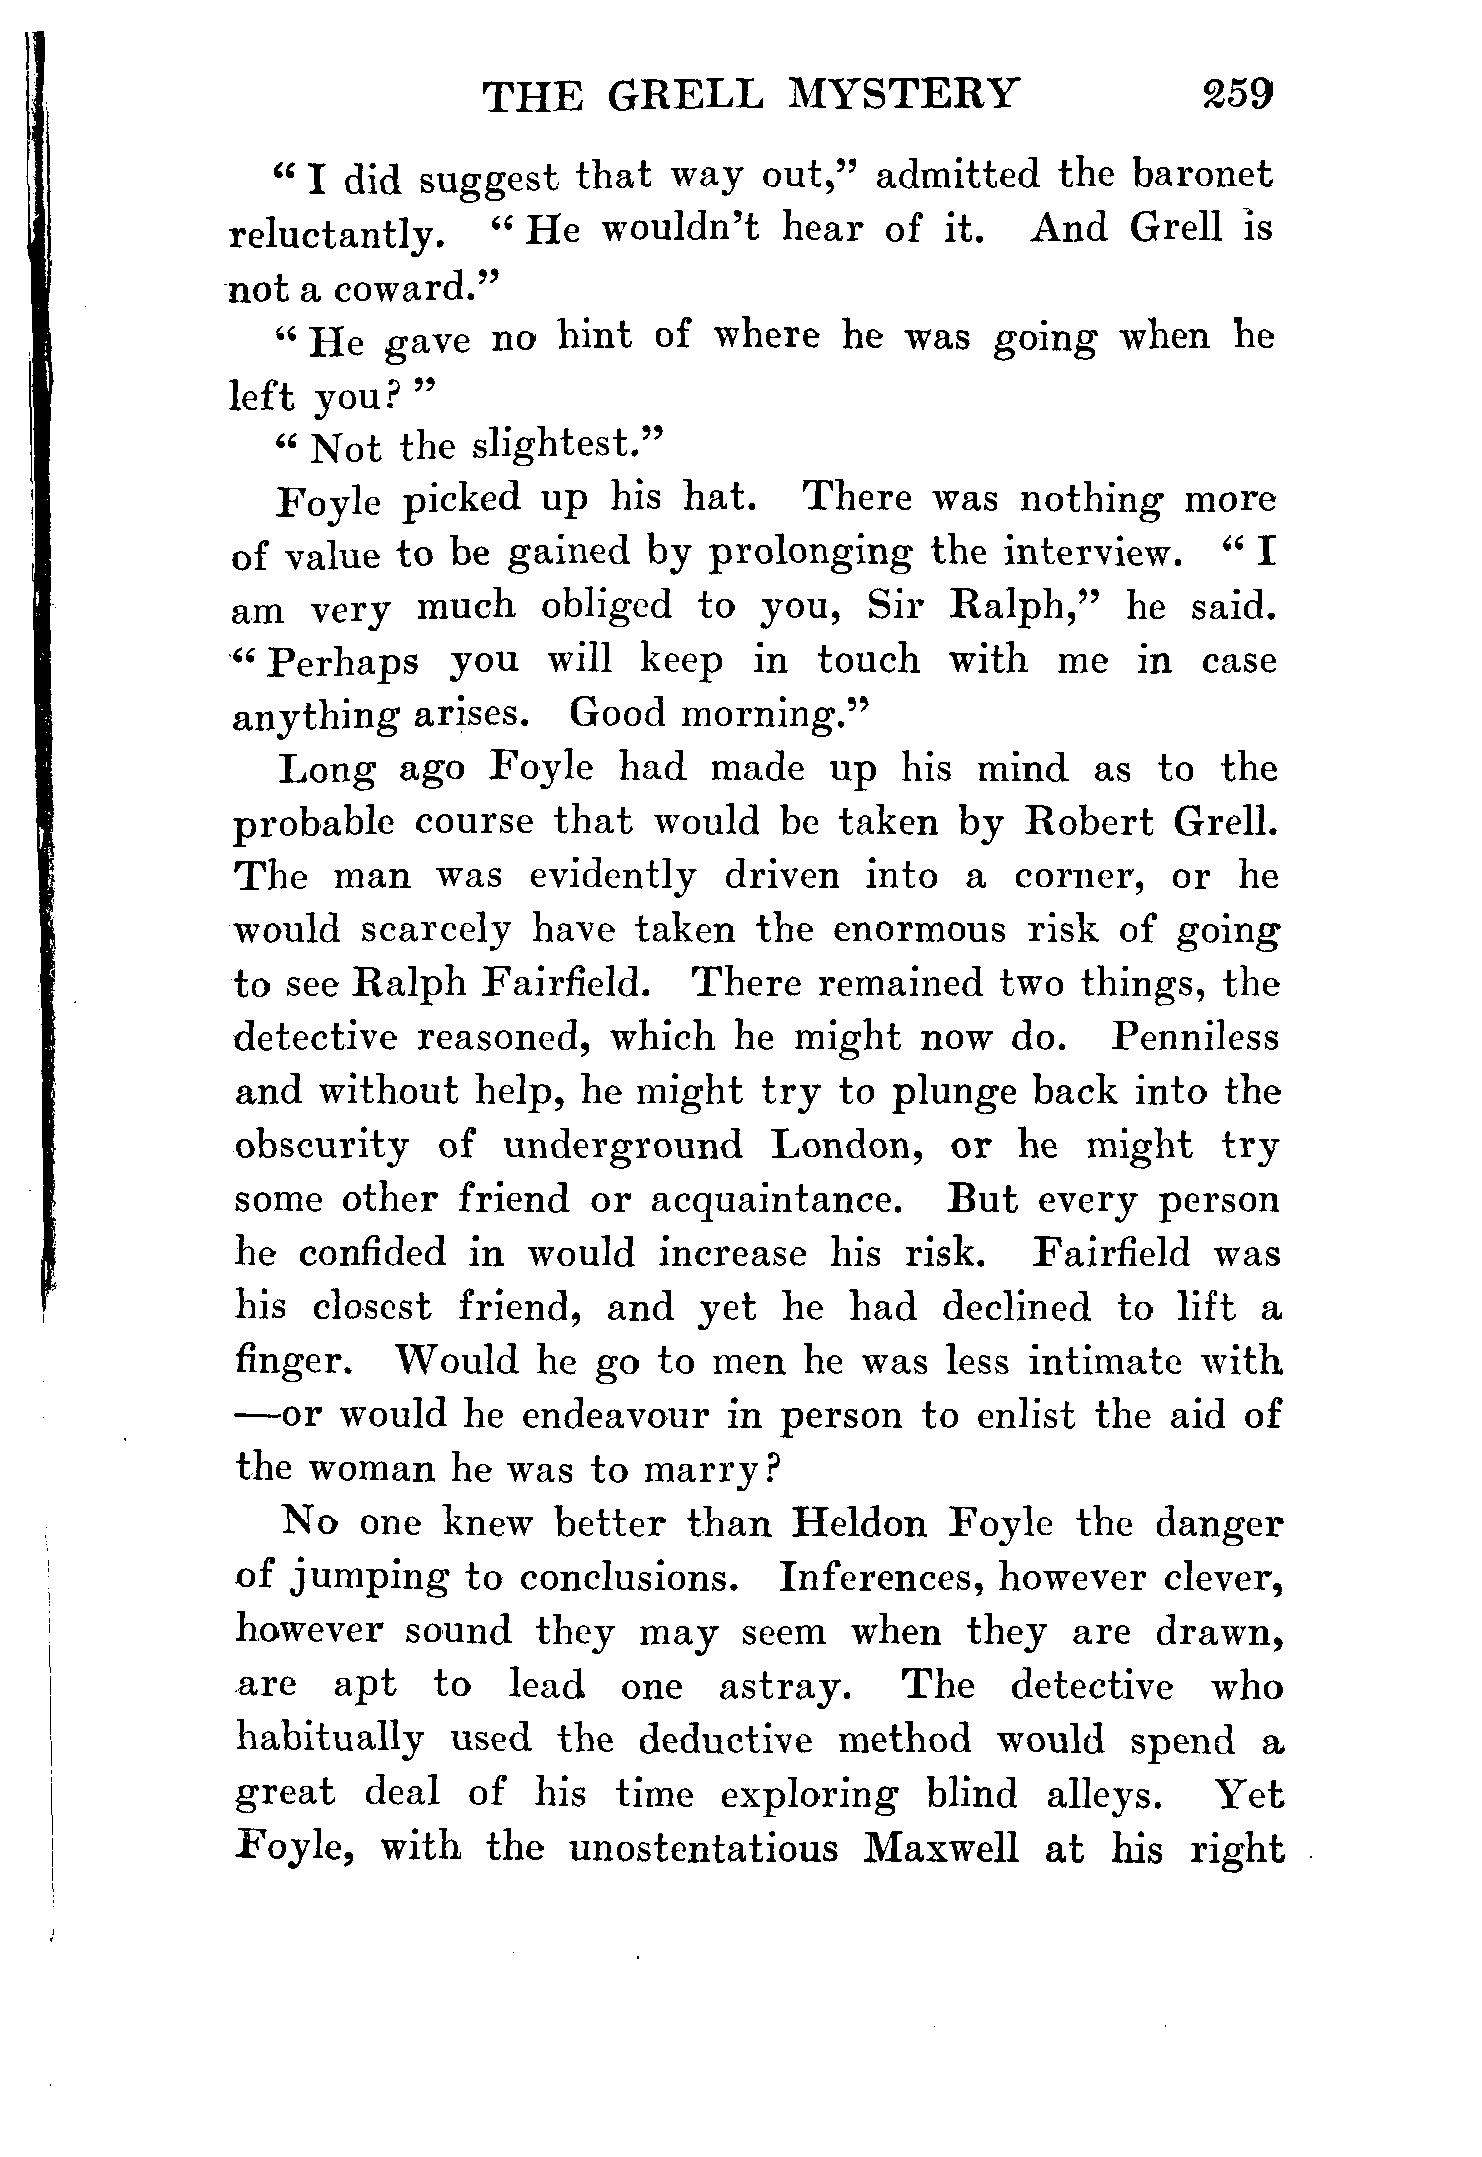 THE GRELL MYSTERY 259
“ I did suggest that way out,” admitted the baronet
reluctantly. “ He wouldn’t hear of it. And Grell is
not a coward.”
“ He gave no hint of where he was going when he
left you? ”
“ Not the slightest.”
Foyle picked up his hat. There was nothing more
of value to be gained by prolonging the interview. “ I
am very much obliged to you, Sir Ralph,” he said.
“ Perhaps you will keep in touch with me in case
anything arises. Good morning.”
Long ago Foyle had made up his mind as to the
probable course that would be taken by Robert Grell.
The man was evidently driven into a corner, or he
would scarcely have taken the enormous risk of going
to see Ralph Fairfield. There remained two things, the
detective reasoned, which he might now do. Penniless
and without help, he might try to plunge back into the
obscurity of underground London, or he might try
some other friend or acquaintance. But every person
he confided in would increase his risk. Fairfield was
his closest friend, and yet he had declined to lift a
finger. Would he go to men he was less intimate with
—or would he endeavour in person to enlist the aid of
the woman he was to marry?
No one knew better than Heldon Foyle the danger
of jumping to conclusions. Inferences, however clever,
however sound they may seem when they are drawn,
are apt to lead one astray. The detective who
habitually used the deductive method would spend a
great deal of his time exploring blind alleys. Yet
Foyle, with the unostentatious Maxwell at his right